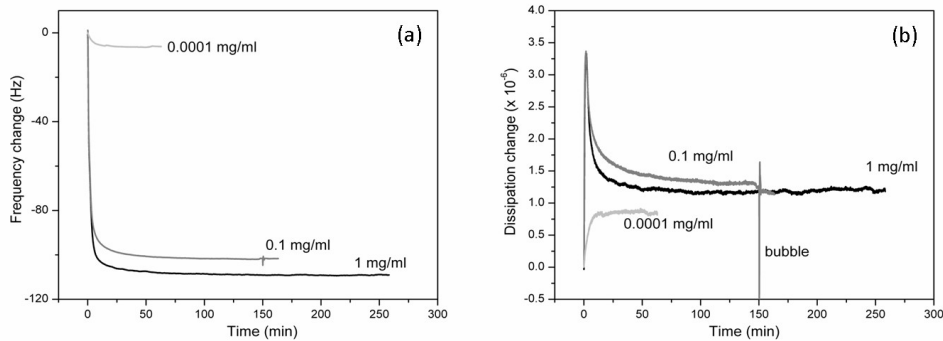 (a)
0.0001 mg/ml
0.1 mg/ml
1 mg/ml
0
-40
-80
-120
Frequency change (Hz)
0 50 100 150 200 250 300
Time (min)
(b)
0.1 mg/ml
1 mg/ml
0.0001 mg/ml
bubble
4.0
3.5
3.0
2.5
2.0
1.5
1.0
0.5
0.0
-0.5
Dissipation change (x 10⁻⁶)
0 50 100 150 200 250 300
Time (min)